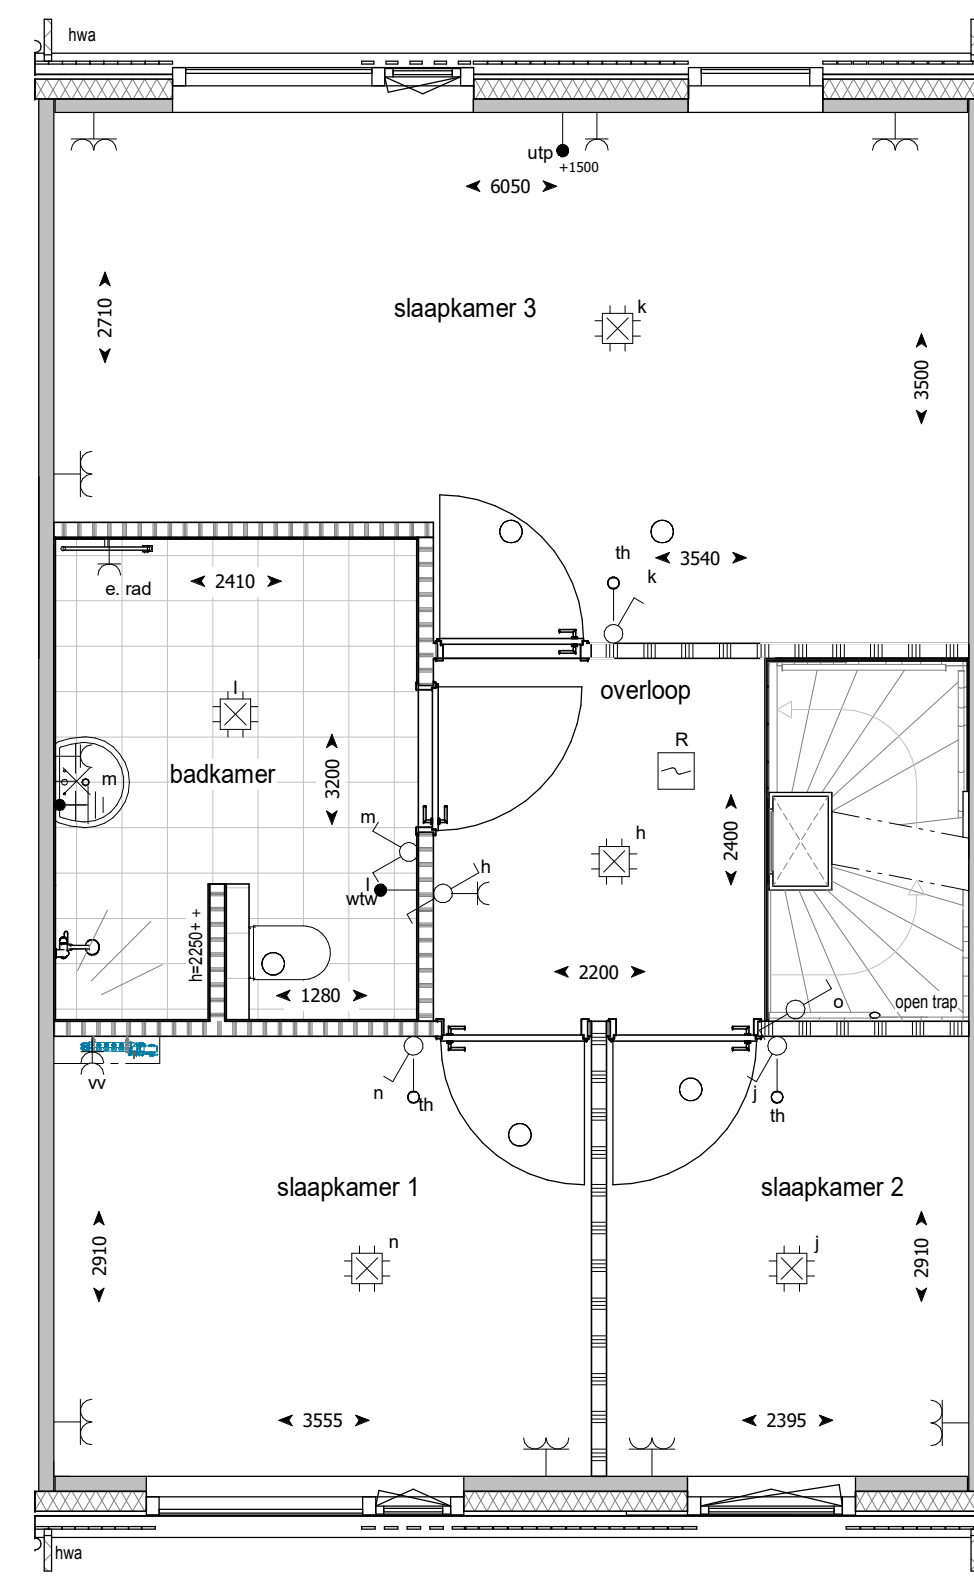 hwa
utp
+1500
6050
2710
slaapkamer 3
k
3500
th
3540
k
e. rad
2410
overloop
l
R
badkamer
m
3200
m
h
2400
h
l
wtw
h=2250+ +
2200
1280
o
open trap
vv
n
th
j
th
slaapkamer 1
slaapkamer 2
2910
n
j
2910
3555
2395
hwa